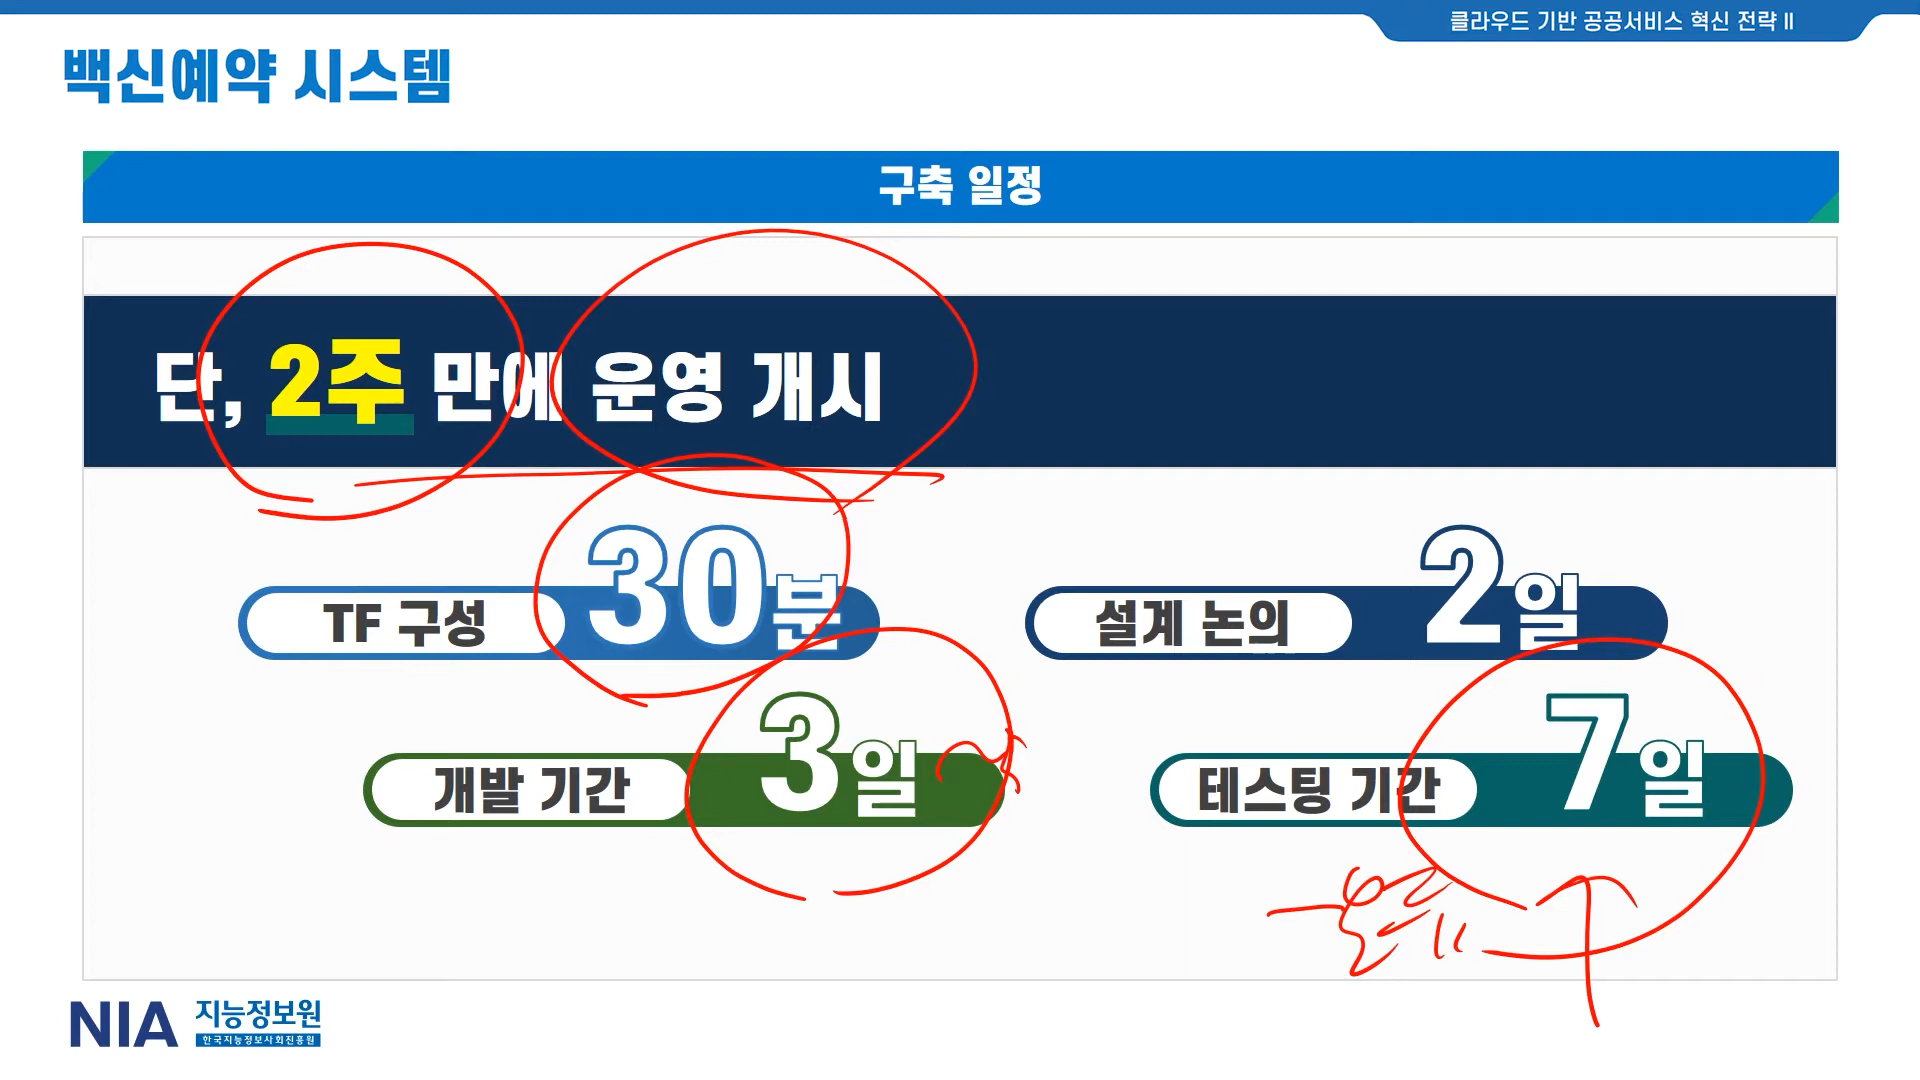 클라우드 기반 공공서비스 혁신 전략 II
백신예약 시스템
구축 일정
단, 2주 만에 운영 개시
TF 구성 30분
설계 논의 2일
개발 기간 3일
테스팅 기간 7일
NIA 지능정보원
한국지능정보사회진흥원